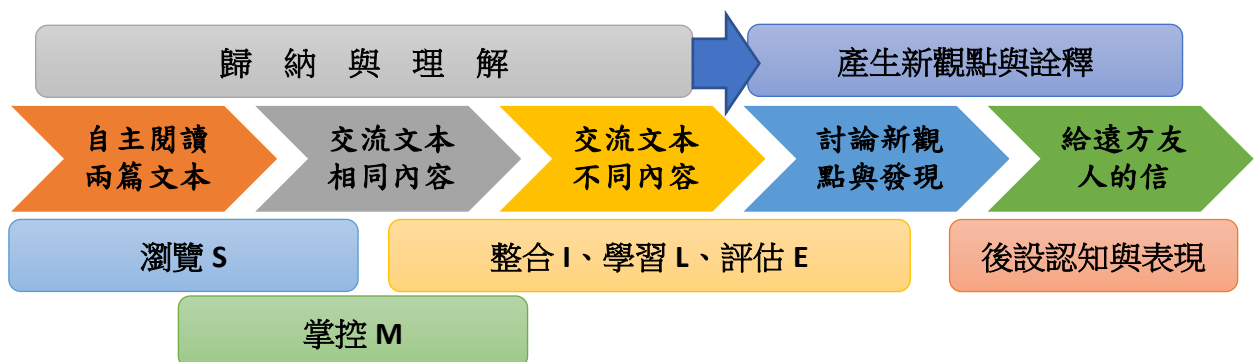 歸納與理解
產生新觀點與詮釋
自主閱讀
兩篇文本
交流文本
相同內容
交流文本
不同內容
討論新觀
點與發現
給遠方友
人的信
瀏覽 S
整合 I、學習 L、評估 E
後設認知與表現
掌控 M